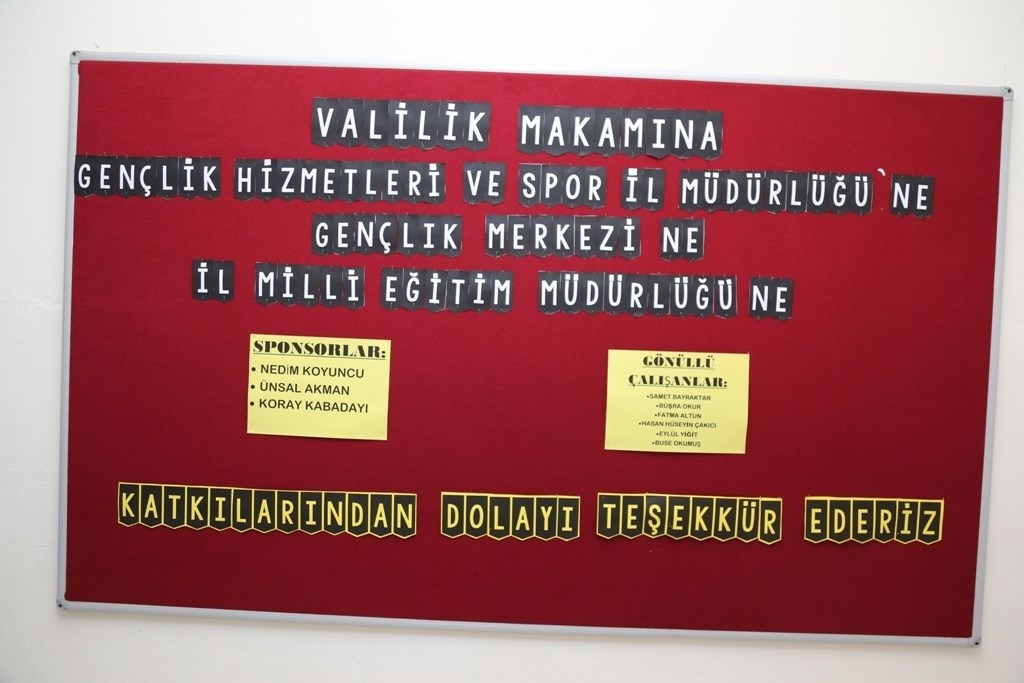 VALİLİK MAKAMINA
GENÇLİK HİZMETLERİ VE SPOR İL MÜDÜRLÜĞÜ`NE
GENÇLIK MERKEZİ NE
İL MİLLİ EĞİTİM MÜDÜRLÜĞÜ NE
SPONSORLAR:
• NEDİM KOYUNCU
• ÜNSAL AKMAN
• KORAY KABADAYI
GÖNÜLLÜ
ÇALIŞANLAR:
•SAMET BAYRAKTAR
•BÜŞRA OKUR
•FATMA ALTUN
•HASAN HÜSEYİN ÇAKICI
•EYLÜL YİĞİT
•BUSE OKUMUŞ
KATKILARINDAN DOLAYI TEŞEKKÜR EDERİZ